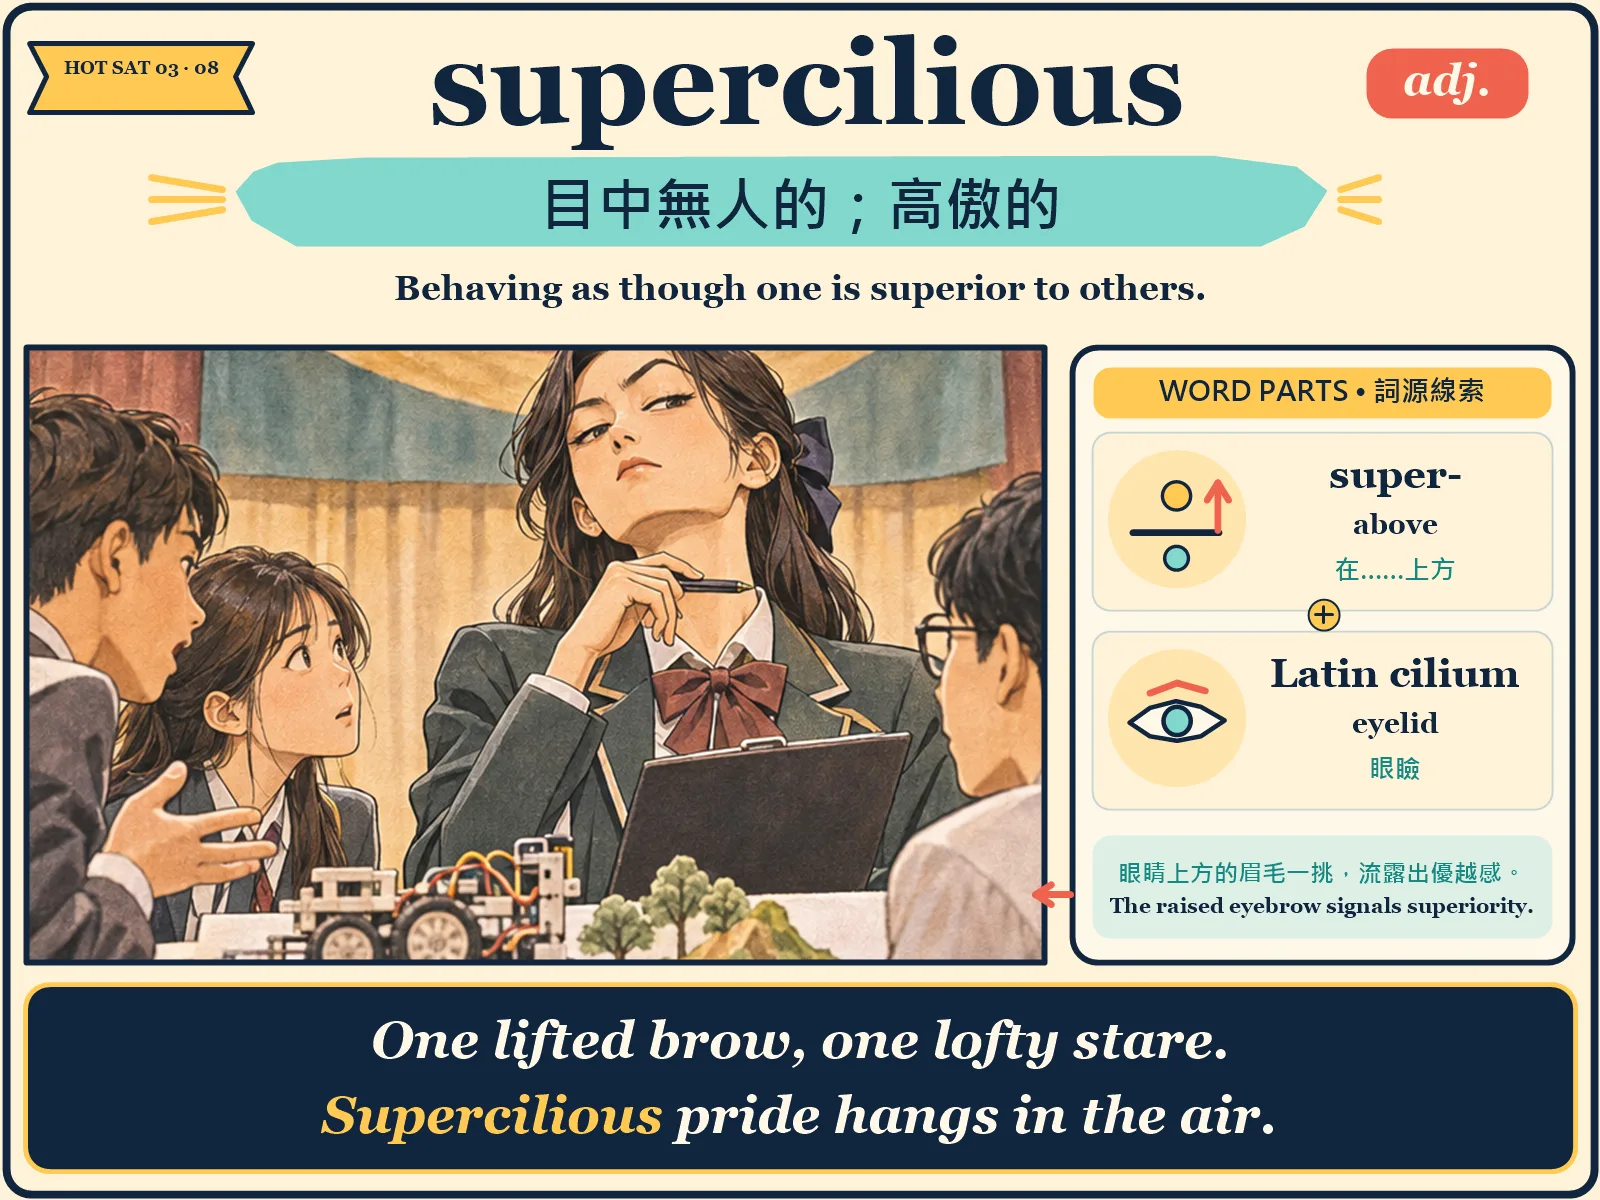 HOT SAT 03 · 08
supercilious
adj.
目中無人的；高傲的
Behaving as though one is superior to others.
WORD PARTS • 詞源線索
super-
above
在……上方
Latin cilium
eyelid
眼瞼
眼睛上方的眉毛一挑，流露出優越感。
The raised eyebrow signals superiority.
One lifted brow, one lofty stare.
Supercilious pride hangs in the air.